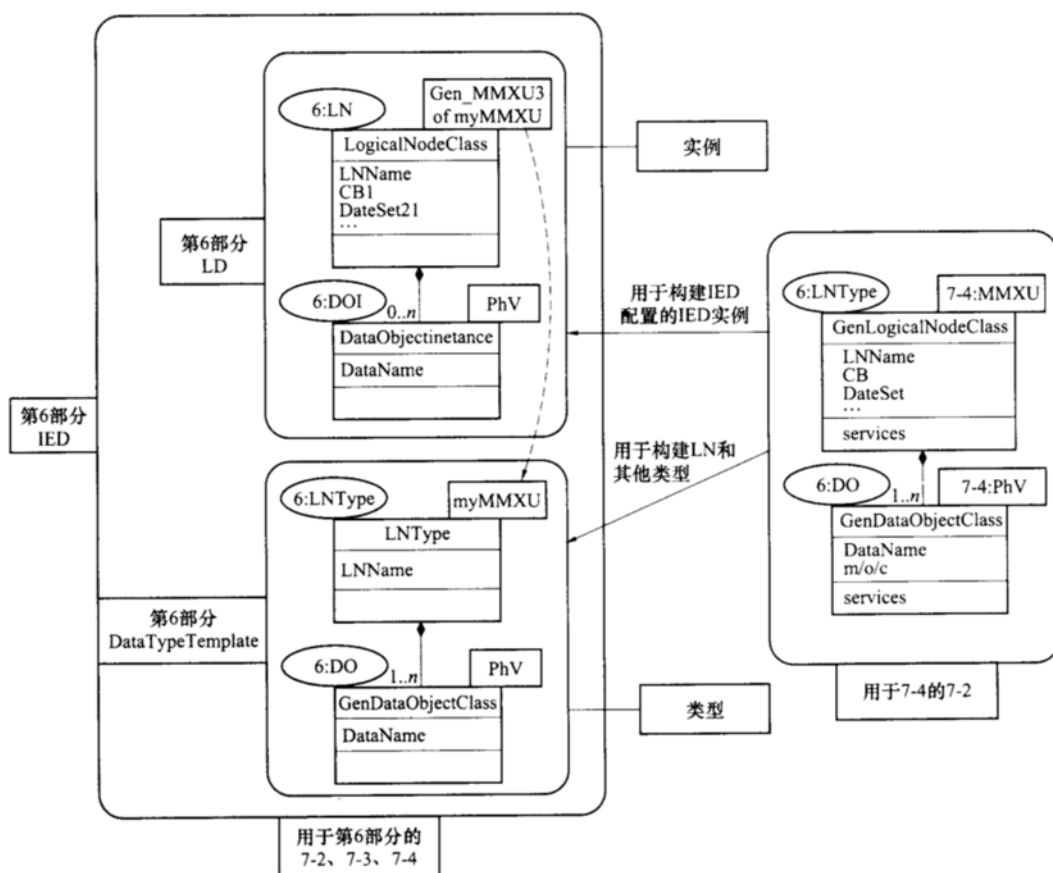 Gen_MMXU3
of myMMXU
6:LN
LogicalNodeClass
LNName
CB1
DateSet21
…
6:DOI
0..n
PhV
DataObjectinetance
DataName
实例
第6部分
LD
第6部分
IED
用于构建IED
配置的IED实例
用于构建LN和
其他类型
6:LNType
7-4:MMXU
GenLogicalNodeClass
LNName
CB
DateSet
…
services
6:DO
1..n
7-4:PhV
GenDataObjectClass
DataName
m/o/c
services
用于7-4的7-2
6:LNType
myMMXU
LNType
LNName
第6部分
DataTypeTemplate
6:DO
1..n
PhV
GenDataObjectClass
DataName
类型
用于第6部分的
7-2、7-3、7-4